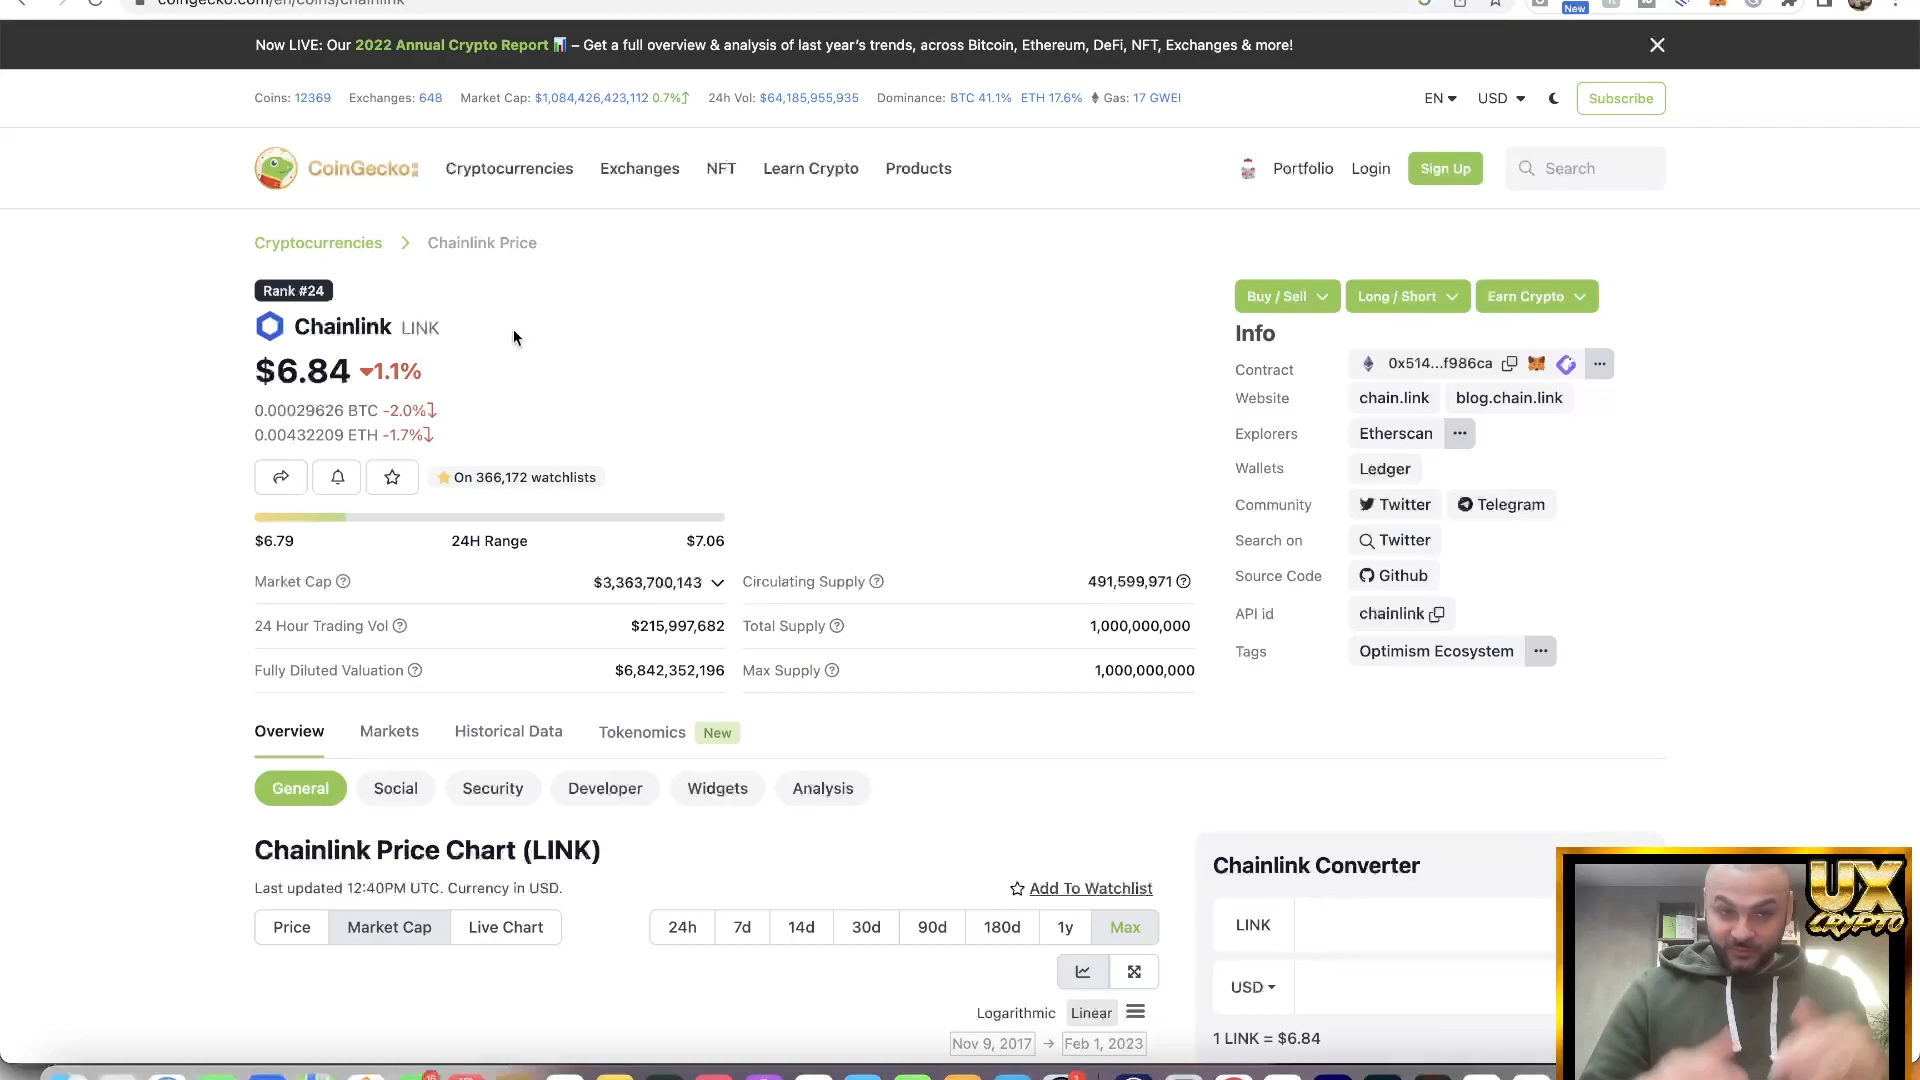 coingecko.com/en/coins/chainlink
New
Now LIVE: Our 2022 Annual Crypto Report – Get a full overview & analysis of last year's trends, across Bitcoin, Ethereum, DeFi, NFT, Exchanges & more!
Coins: 12369 Exchanges: 648 Market Cap: $1,084,426,423,112 0.7% 24h Vol: $64,185,955,935 Dominance: BTC 41.1% ETH 17.6% Gas: 17 GWEI
EN USD Subscribe
CoinGecko Cryptocurrencies Exchanges NFT Learn Crypto Products Portfolio Login Sign Up Search
Cryptocurrencies > Chainlink Price
Rank #24
Chainlink LINK
$6.84 1.1%
0.00029626 BTC -2.0%
0.00432209 ETH -1.7%
On 366,172 watchlists
$6.79 24H Range $7.06
Market Cap $3,363,700,143 Circulating Supply 491,599,971
24 Hour Trading Vol $215,997,682 Total Supply 1,000,000,000
Fully Diluted Valuation $6,842,352,196 Max Supply 1,000,000,000
Buy / Sell Long / Short Earn Crypto
Info
Contract 0x514...f986ca ...
Website chain.link blog.chain.link
Explorers Etherscan ...
Wallets Ledger
Community Twitter Telegram
Search on Twitter
Source Code Github
API id chainlink
Tags Optimism Ecosystem ...
Overview Markets Historical Data Tokenomics New
General Social Security Developer Widgets Analysis
Chainlink Price Chart (LINK)
Last updated 12:40PM UTC. Currency in USD. Add To Watchlist
Price Market Cap Live Chart 24h 7d 14d 30d 90d 180d 1y Max
Logarithmic Linear
Nov 9, 2017 → Feb 1, 2023
Chainlink Converter
LINK
USD
1 LINK = $6.84
UX
CRYPTO